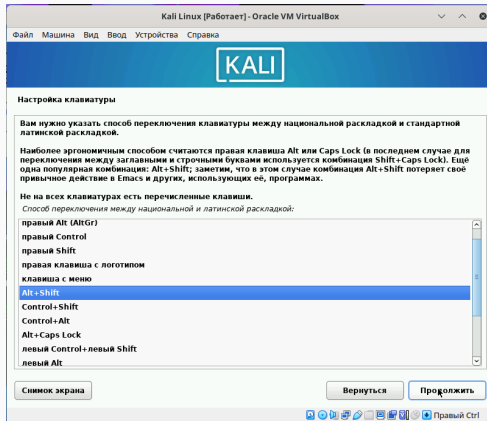 Kali Linux [Работает] - Oracle VM VirtualBox
Файл Машина Вид Ввод Устройства Справка
KALI
Настройка клавиатуры
Вам нужно указать способ переключения клавиатуры между национальной раскладкой и стандартной
латинской раскладкой.
Наиболее эргономичным способом считаются правая клавиша Alt или Caps Lock (в последнем случае для
переключения между заглавными и строчными буквами используется комбинация Shift+Caps Lock). Ещё
одна популярная комбинация: Alt+Shift; заметим, что в этом случае комбинация Alt+Shift потеряет своё
привычное действие в Emacs и других, использующих её, программах.
Не на всех клавиатурах есть перечисленные клавиши.
Способ переключения между национальной и латинской раскладкой:
правый Alt (AltGr)
правый Control
правый Shift
правая клавиша с логотипом
клавиша с меню
Alt+Shift
Control+Shift
Control+Alt
Alt+Caps Lock
левый Control+левый Shift
левый Alt
Снимок экрана Вернуться Продолжить
Правый Ctrl